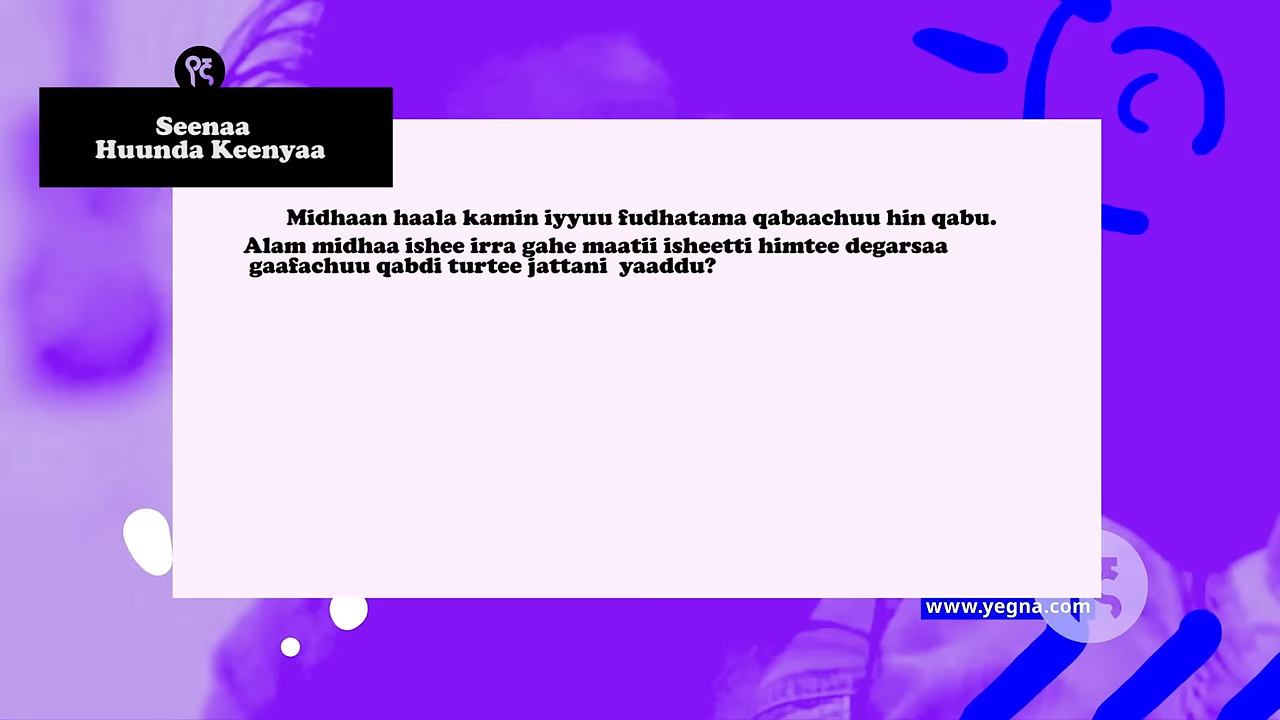 Seenaa
Huunda Keenyaa
Midhaan haala kamin iyyuu fudhatama qabaachuu hin qabu.
Alam midhaa ishee irra gahe maatii isheetti himtee degarsaa
gaafachuu qabdi turtee jattani yaaddu?
www.yegna.com